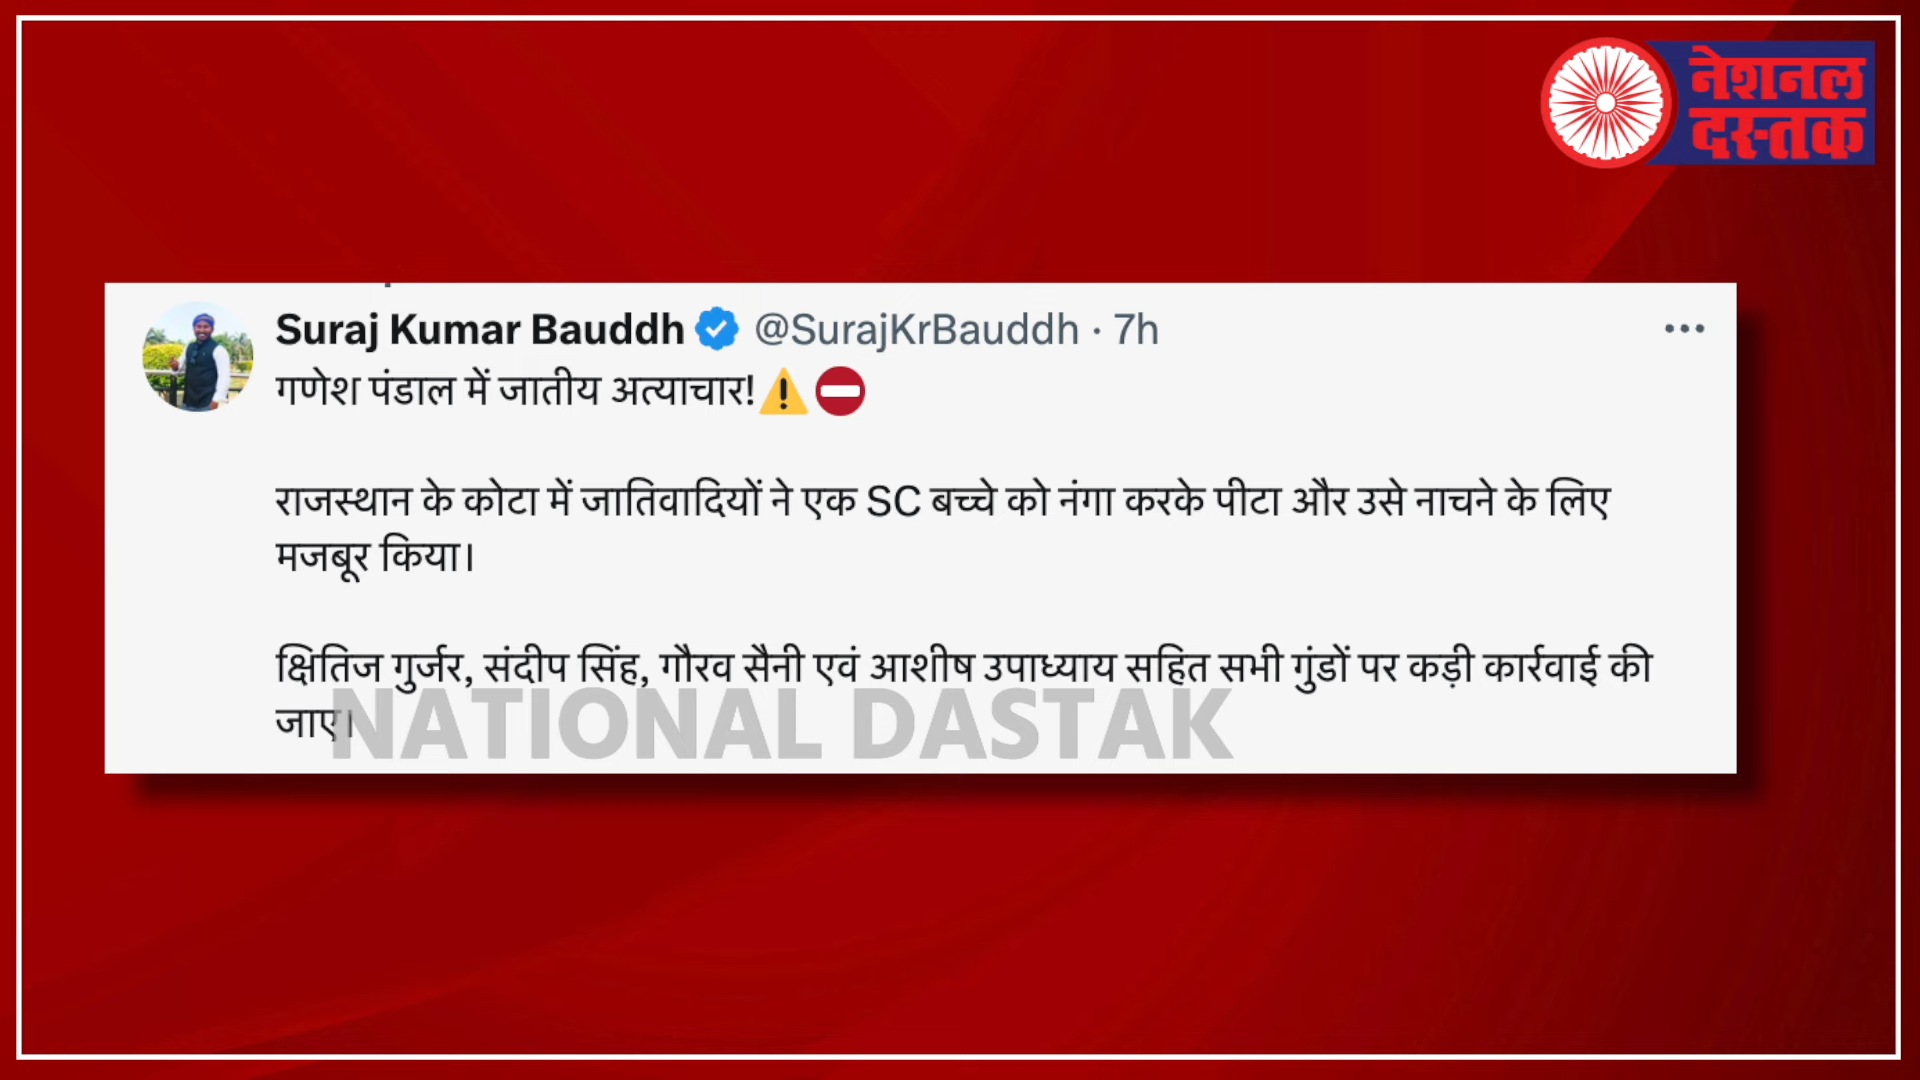 नेशनल
दस्तक
Suraj Kumar Bauddh @SurajKrBauddh · 7h
गणेश पंडाल में जातीय अत्याचार!⚠️⛔
राजस्थान के कोटा में जातिवादियों ने एक SC बच्चे को नंगा करके पीटा और उसे नाचने के लिए
मजबूर किया।
क्षितिज गुर्जर, संदीप सिंह, गौरव सैनी एवं आशीष उपाध्याय सहित सभी गुंडों पर कड़ी कार्रवाई की
जाए।
NATIONAL DASTAK